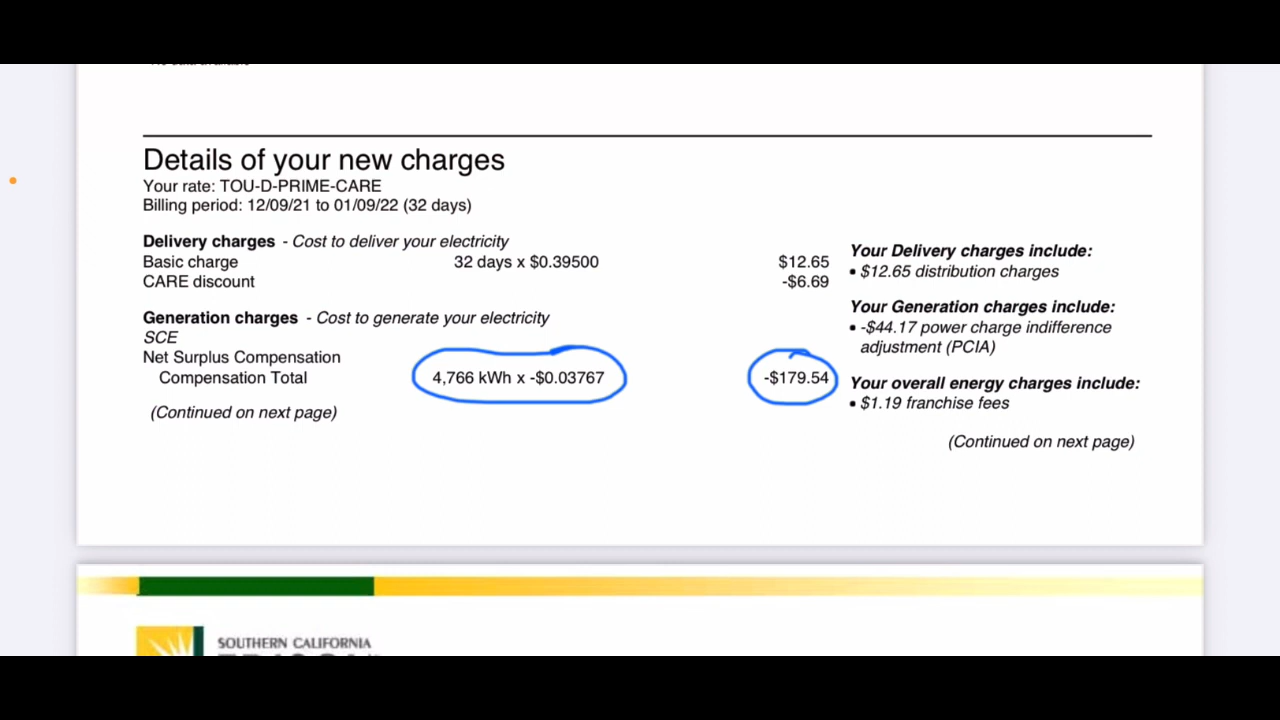 Details of your new charges
Your rate: TOU-D-PRIME-CARE
Billing period: 12/09/21 to 01/09/22 (32 days)
Delivery charges - Cost to deliver your electricity
Basic charge 32 days x $0.39500 $12.65
CARE discount -$6.69
Generation charges - Cost to generate your electricity
SCE
Net Surplus Compensation
Compensation Total 4,766 kWh x -$0.03767 -$179.54
(Continued on next page)
Your Delivery charges include:
• $12.65 distribution charges
Your Generation charges include:
• -$44.17 power charge indifference
adjustment (PCIA)
Your overall energy charges include:
• $1.19 franchise fees
(Continued on next page)
SOUTHERN CALIFORNIA